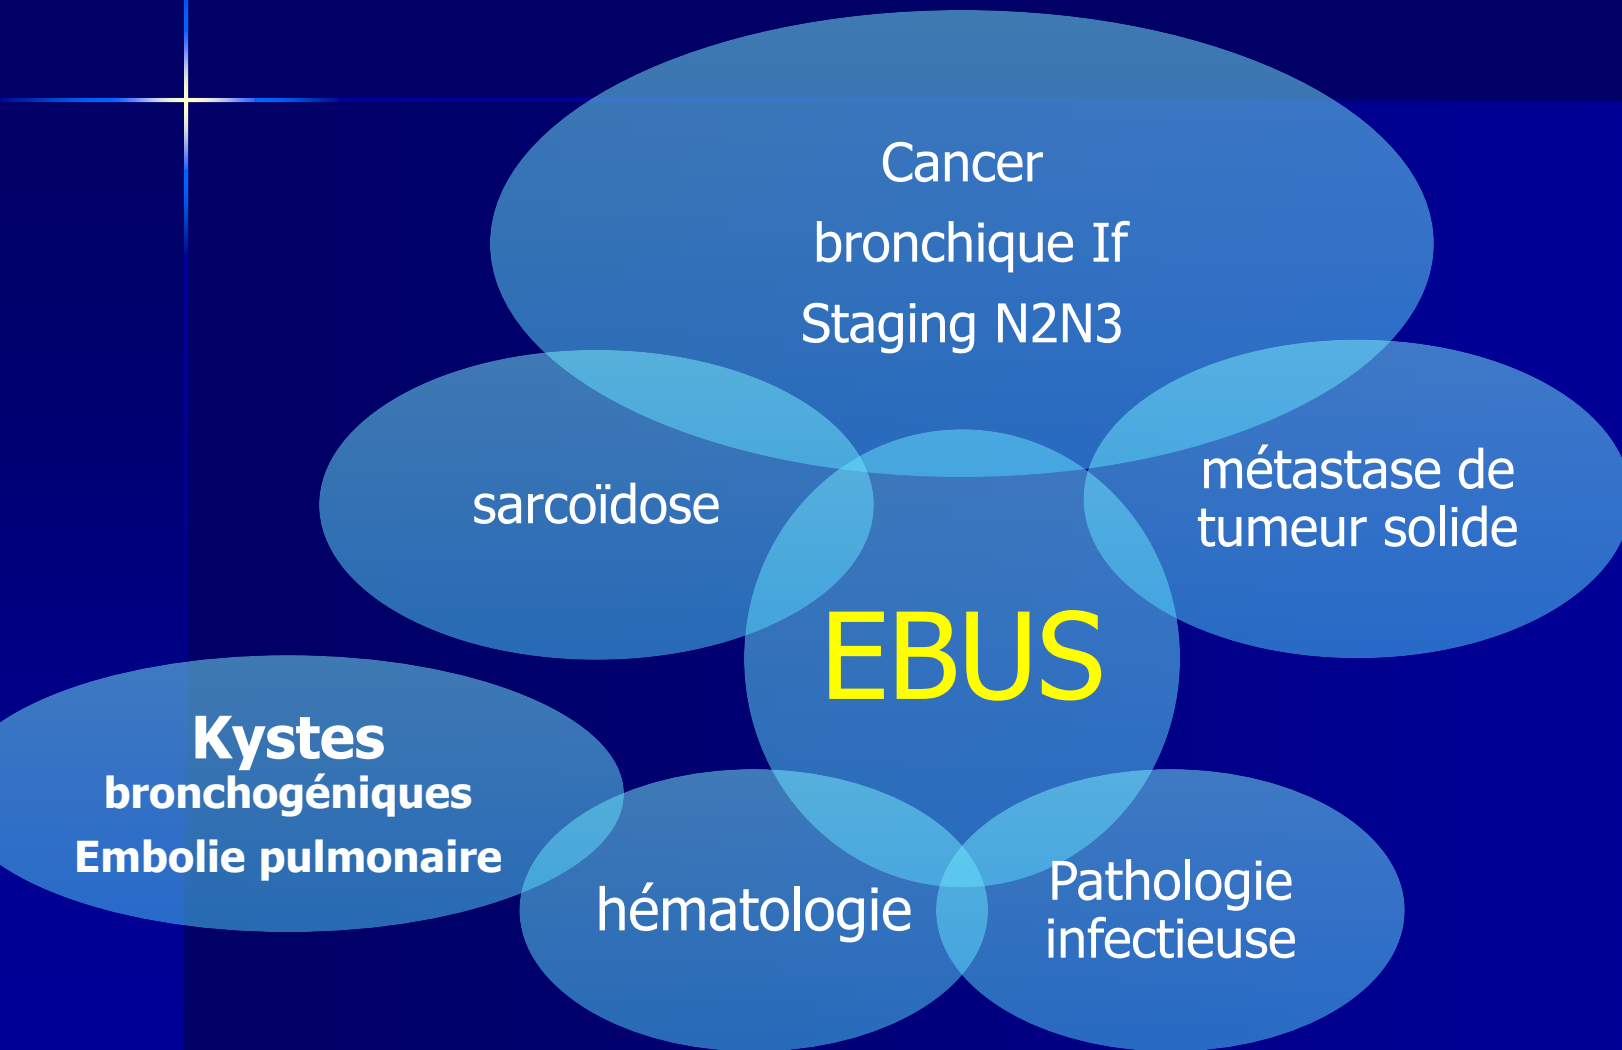 Cancer
bronchique If
Staging N2N3
sarcoïdose
métastase de
tumeur solide
EBUS
Kystes
bronchogéniques
Embolie pulmonaire
hématologie
Pathologie
infectieuse